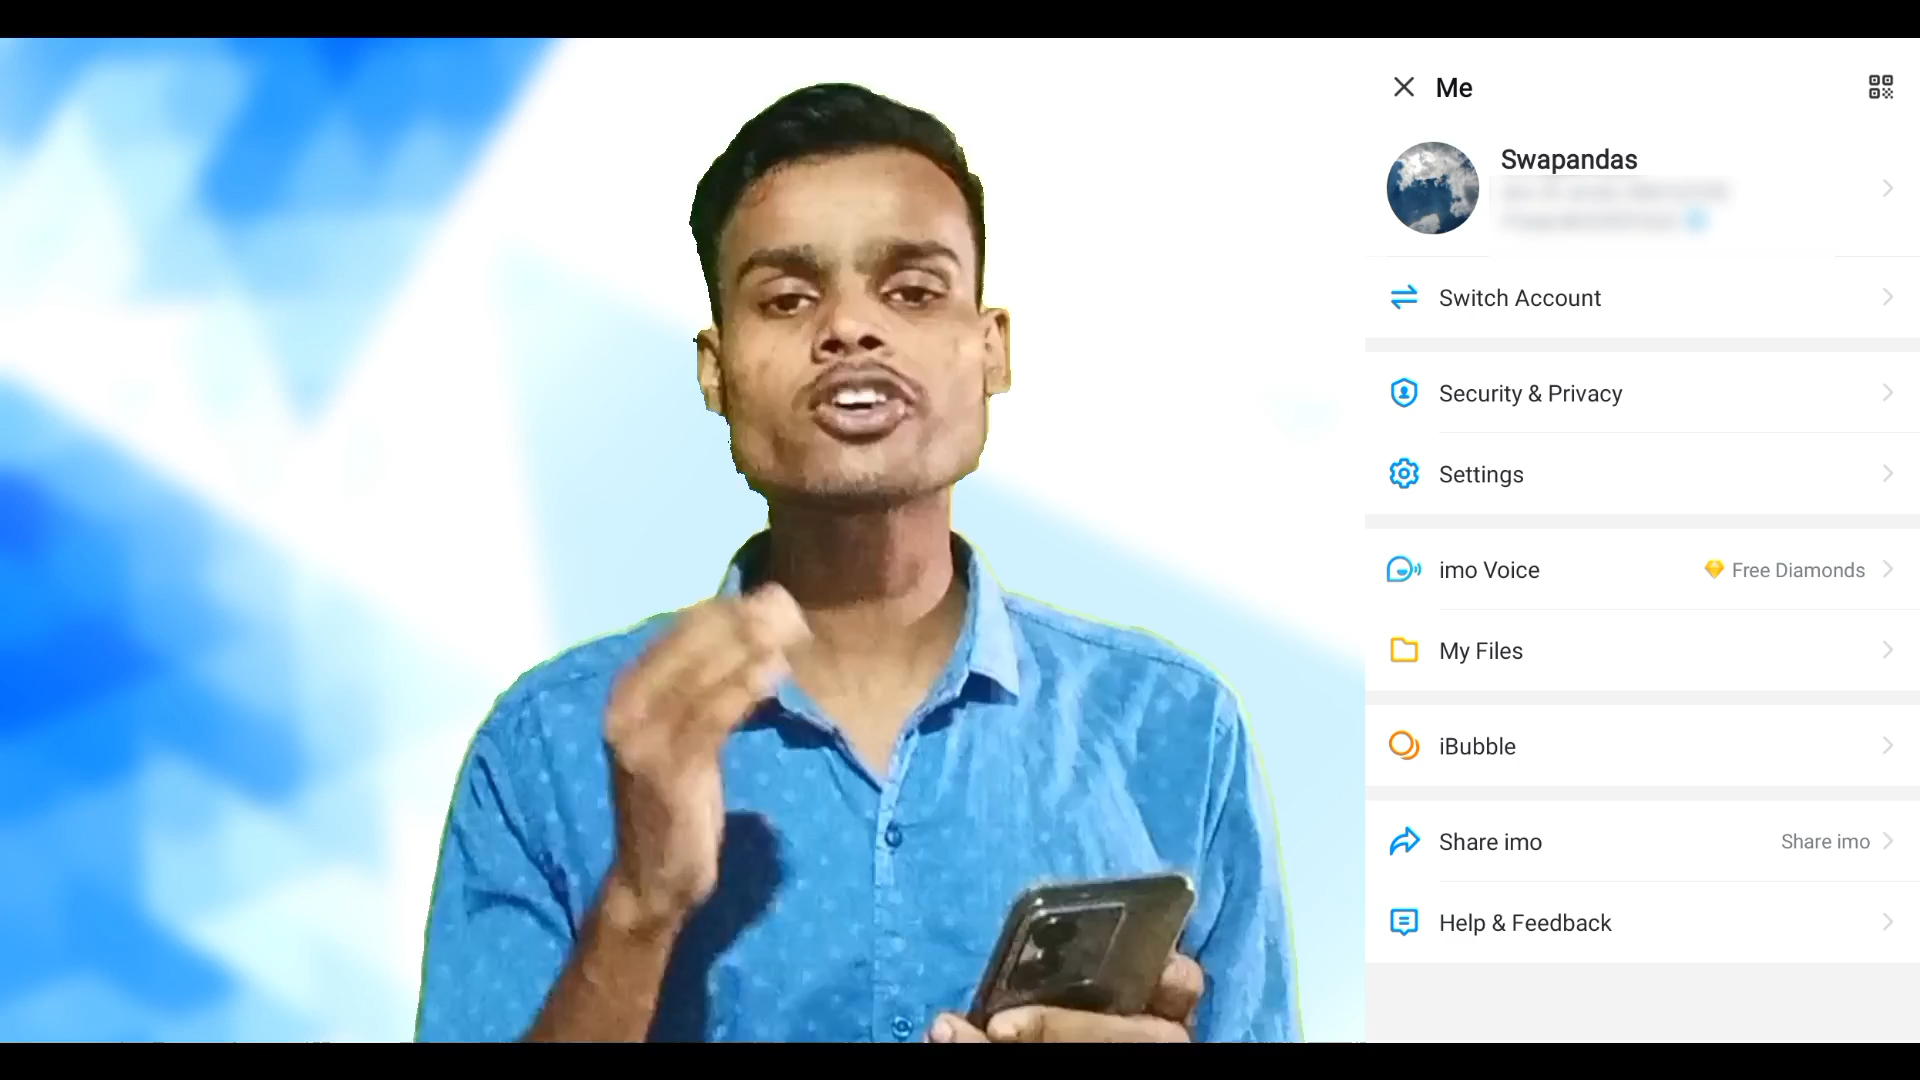 Me
Swapandas
Switch Account
Security & Privacy
Settings
imo Voice Free Diamonds
My Files
iBubble
Share imo Share imo
Help & Feedback